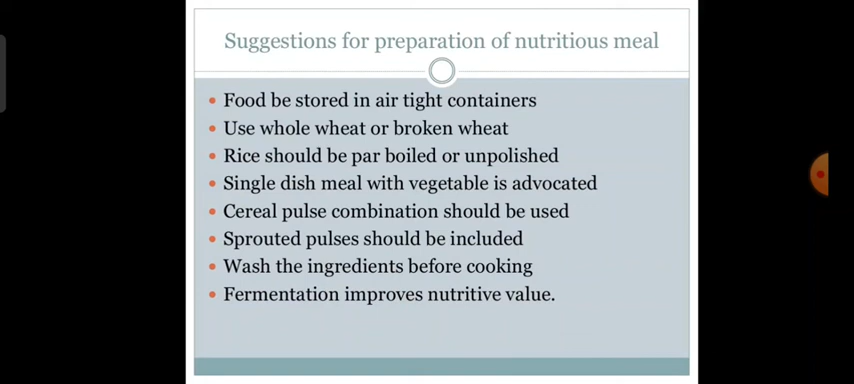 Suggestions for preparation of nutritious meal
Food be stored in air tight containers
Use whole wheat or broken wheat
Rice should be par boiled or unpolished
Single dish meal with vegetable is advocated
Cereal pulse combination should be used
Sprouted pulses should be included
Wash the ingredients before cooking
Fermentation improves nutritive value.